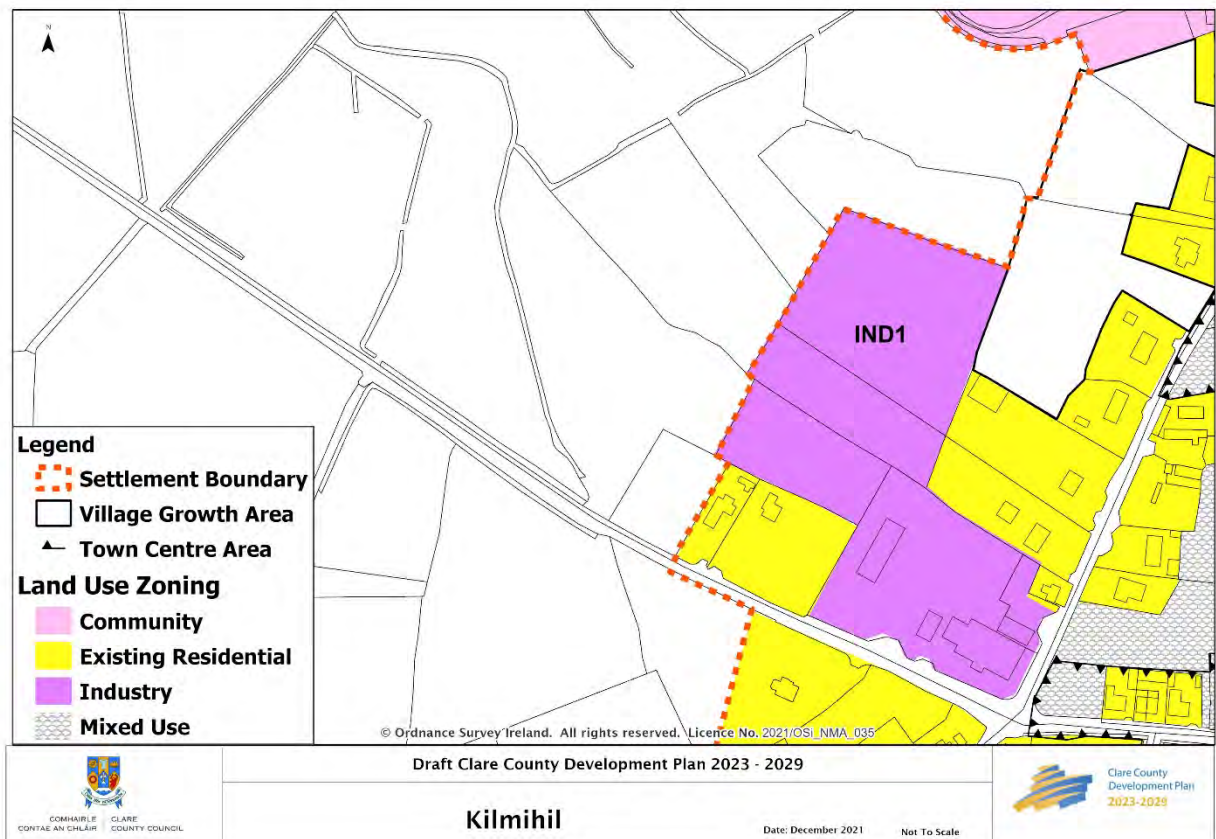 N
IND1
Legend
Settlement Boundary
Village Growth Area
Town Centre Area
Land Use Zoning
Community
Existing Residential
Industry
Mixed Use
© Ordnance Survey Ireland. All rights reserved. Licence No. 2021/OSi_NMA_035
Draft Clare County Development Plan 2023 - 2029
COMHAIRLE CONTAE AN CHLÁIR
CLARE COUNTY COUNCIL
Kilmihil
Date: December 2021
Not To Scale
Clare County
Development Plan
2023-2029